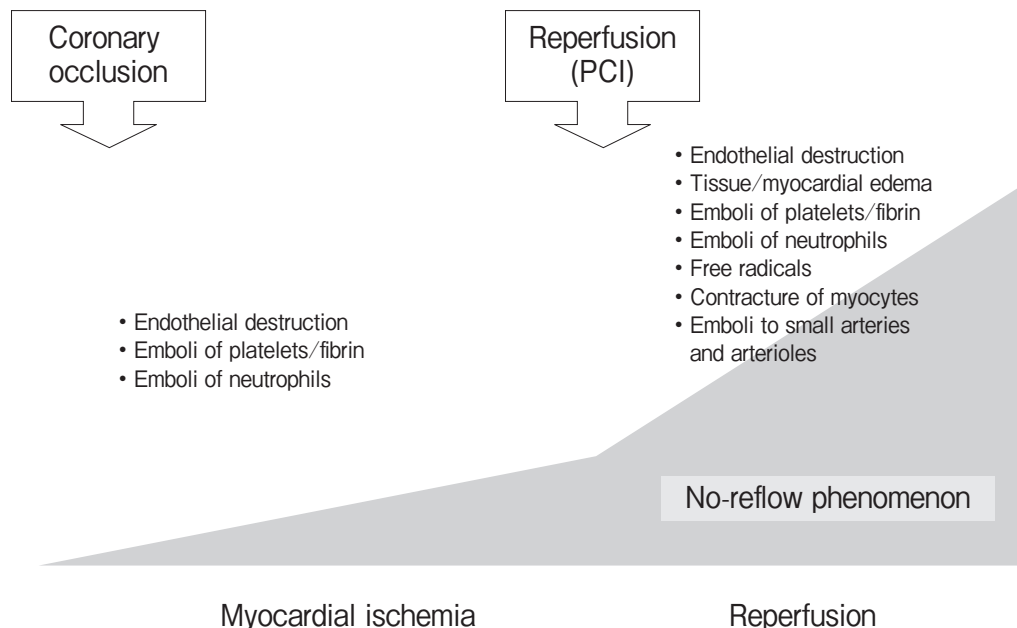 Coronary
occlusion
Reperfusion
(PCI)
• Endothelial destruction
• Tissue/myocardial edema
• Emboli of platelets/fibrin
• Emboli of neutrophils
• Free radicals
• Contracture of myocytes
• Emboli to small arteries
and arterioles
• Endothelial destruction
• Emboli of platelets/fibrin
• Emboli of neutrophils
No-reflow phenomenon
Myocardial ischemia
Reperfusion